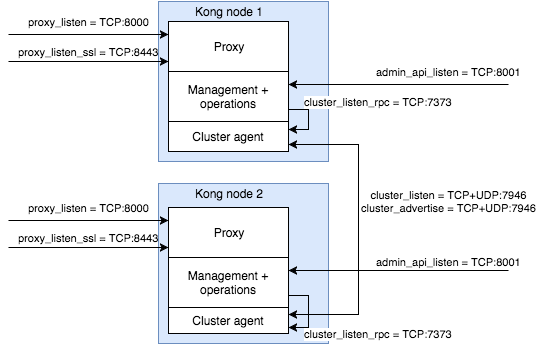 Kong node 1
proxy_listen = TCP:8000
Proxy
proxy_listen_ssl = TCP:8443
admin_api_listen = TCP:8001
Management +
operations
cluster_listen_rpc = TCP:7373
Cluster agent
cluster_listen = TCP+UDP:7946
cluster_advertise = TCP+UDP:7946
Kong node 2
proxy_listen = TCP:8000
Proxy
proxy_listen_ssl = TCP:8443
admin_api_listen = TCP:8001
Management +
operations
Cluster agent
cluster_listen_rpc = TCP:7373